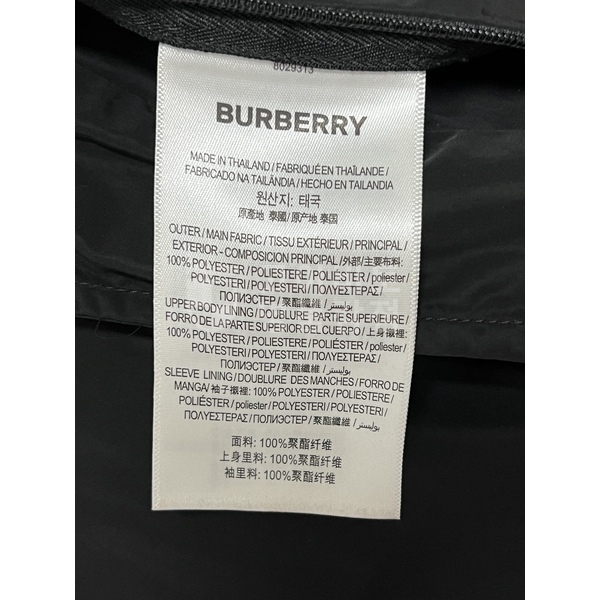 8029313
BURBERRY
MADE IN THAILAND / FABRIQUÉ EN THAÏLANDE /
FABRICADO NA TAILÂNDIA / HECHO EN TAILANDIA
원산지: 태국
原產地 泰國 / 原产地 泰国
OUTER / MAIN FABRIC / TISSU EXTÉRIEUR / PRINCIPAL /
EXTERIOR - COMPOSICION PRINCIPAL / 外部 / 主要布料:
100% POLYESTER / POLIESTERE / POLIÉSTER / poliester /
POLYESTERI / POLYESTERI / ΠΟΛΥΕΣΤΕΡΑΣ /
ПОЛИЭСТЕР / 聚酯纖維 / بوليستر /
UPPER BODY LINING / DOUBLURE PARTIE SUPERIEURE /
FORRO DE LA PARTE SUPERIOR DEL CUERPO / 上身襯裡:
100% POLYESTER / POLIESTERE / POLIÉSTER / poliester /
POLYESTERI / POLYESTERI / ΠΟΛΥΕΣΤΕΡΑΣ /
ПОЛИЭСТЕР / 聚酯纖維 / بوليستر /
SLEEVE LINING / DOUBLURE DES MANCHES / FORRO DE
MANGA / 袖子襯裡: 100% POLYESTER / POLIESTERE /
POLIÉSTER / poliester / POLYESTERI / POLYESTERI /
ΠΟΛΥΕΣΤΕΡΑΣ / ПОЛИЭСТЕР / 聚酯纖維 / بوليستر /
面料: 100%聚酯纤维
上身里料: 100%聚酯纤维
袖里料: 100%聚酯纤维